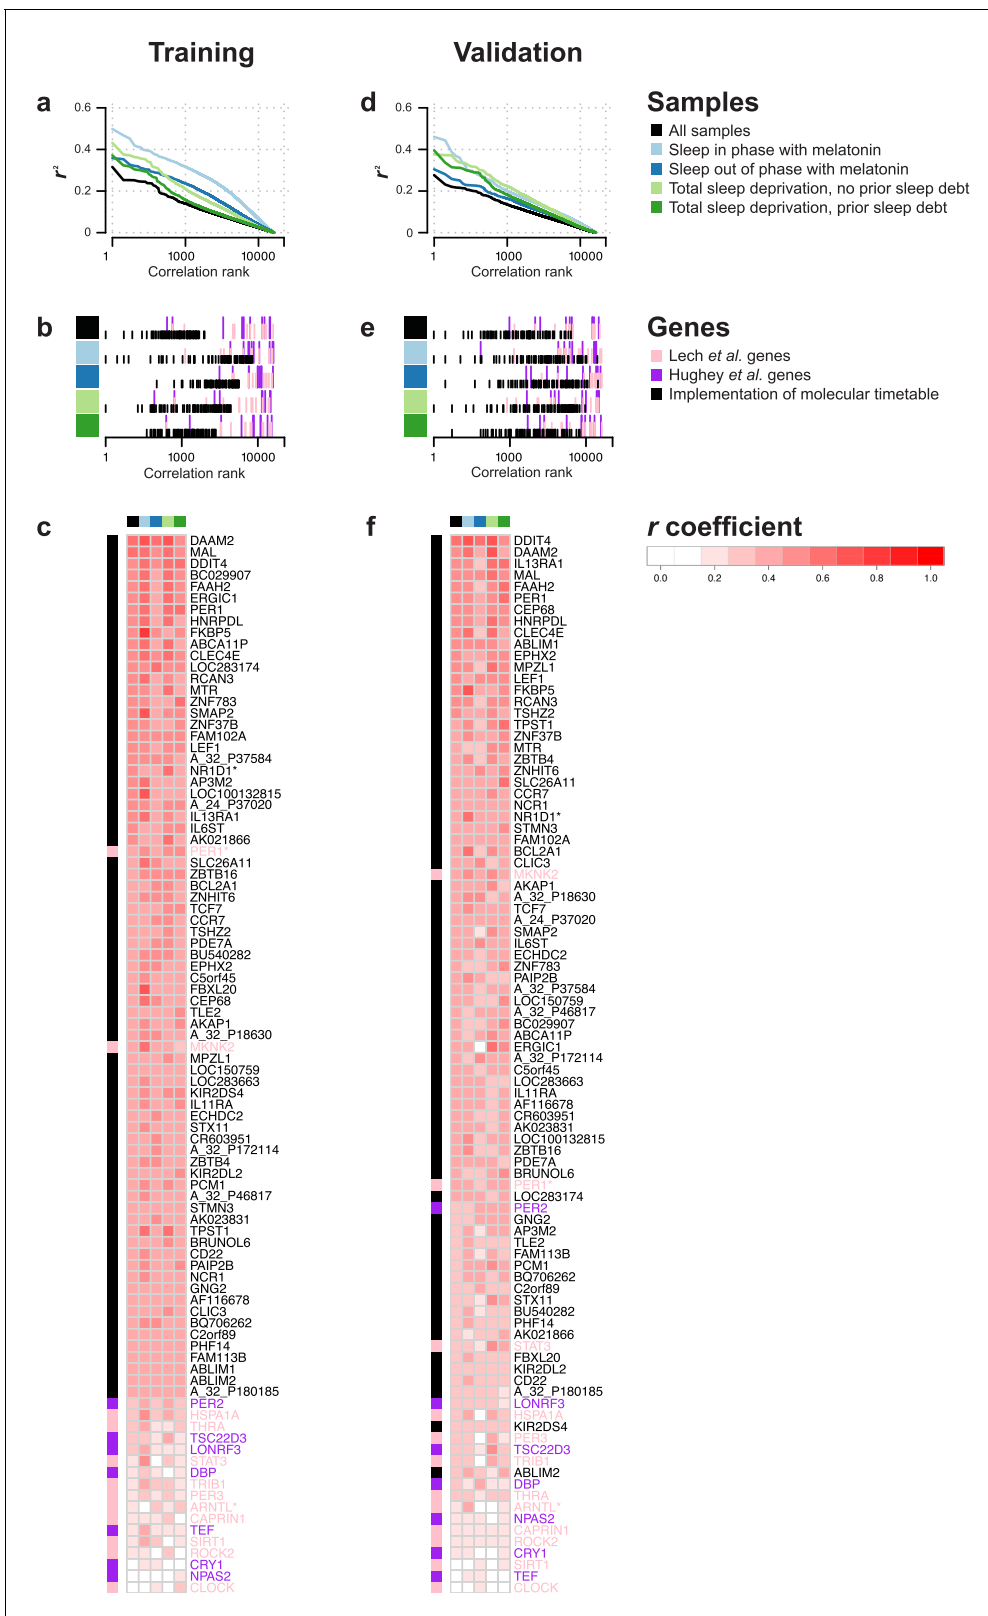 Training
Validation
a
r²
0.6
0.4
0.2
0
1
1000
10000
Correlation rank
d
r²
0.6
0.4
0.2
0
1
1000
10000
Correlation rank
Samples
All samples
Sleep in phase with melatonin
Sleep out of phase with melatonin
Total sleep deprivation, no prior sleep debt
Total sleep deprivation, prior sleep debt
b
1
1000
10000
Correlation rank
e
1
1000
10000
Correlation rank
Genes
Lech et al. genes
Hughey et al. genes
Implementation of molecular timetable
c
DAAM2
MAL
DDIT4
BC029907
FAAH2
ERGIC1
PER1
HNRPDL
FKBP5
ABCA11P
CLEC4E
LOC283174
RCAN3
MTR
ZNF783
SMAP2
ZNF37B
FAM102A
LEF1
A_32_P37584
NR1D1*
AP3M2
LOC100132815
A_24_P37020
IL13RA1
IL6ST
AK021866
PER1*
SLC26A11
ZBTB16
BCL2A1
ZNHIT6
TCF7
CCR7
TSHZ2
PDE7A
BU540282
EPHX2
C5orf45
FBXL20
CEP68
TLE2
AKAP1
A_32_P18630
MKNK2
MPZL1
LOC150759
LOC283663
KIR2DS4
IL11RA
ECHDC2
STX11
CR603951
A_32_P172114
ZBTB4
KIR2DL2
PCM1
A_32_P46817
STMN3
AK023831
TPST1
BRUNOL6
CD22
PAIP2B
NCR1
GNG2
AF116678
CLIC3
BQ706262
C2orf89
PHF14
FAM113B
ABLIM1
ABLIM2
A_32_P180185
PER2
HSPA1A
THRA
TSC22D3
LONRF3
STAT3
DBP
TRIB1
PER3
ARNTL*
CAPRIN1
TEF
SIRT1
ROCK2
CRY1
NPAS2
CLOCK
f
DDIT4
DAAM2
IL13RA1
MAL
FAAH2
PER1
CEP68
HNRPDL
CLEC4E
ABLIM1
EPHX2
MPZL1
LEF1
FKBP5
RCAN3
TSHZ2
TPST1
ZNF37B
MTR
ZBTB4
ZNHIT6
SLC26A11
CCR7
NCR1
NR1D1*
STMN3
FAM102A
BCL2A1
CLIC3
MKNK2
AKAP1
A_32_P18630
TCF7
A_24_P37020
SMAP2
IL6ST
ECHDC2
ZNF783
PAIP2B
A_32_P37584
LOC150759
A_32_P46817
BC029907
ABCA11P
ERGIC1
A_32_P172114
C5orf45
LOC283663
IL11RA
AF116678
CR603951
AK023831
LOC100132815
ZBTB16
PDE7A
BRUNOL6
PER1*
LOC283174
PER2
GNG2
AP3M2
TLE2
FAM113B
PCM1
BQ706262
C2orf89
STX11
BU540282
PHF14
AK021866
STAT3
FBXL20
KIR2DL2
CD22
A_32_P180185
LONRF3
HSPA1A
KIR2DS4
PER3
TSC22D3
TRIB1
ABLIM2
DBP
THRA
ARNTL*
NPAS2
CAPRIN1
ROCK2
CRY1
SIRT1
TEF
CLOCK
r coefficient
0.0
0.2
0.4
0.6
0.8
1.0